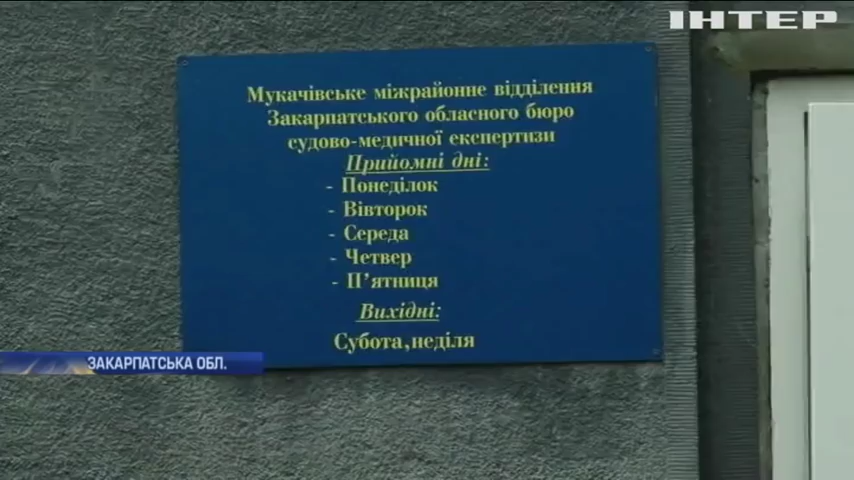 ІНТЕР
Мукачівське міжрайонне відділення
Закарпатського обласного бюро
судово-медичної експертизи
Прийомні дні:
- Понеділок
- Вівторок
- Середа
- Четвер
- П'ятниця
Вихідні:
Субота,неділя
ЗАКАРПАТСЬКА ОБЛ.